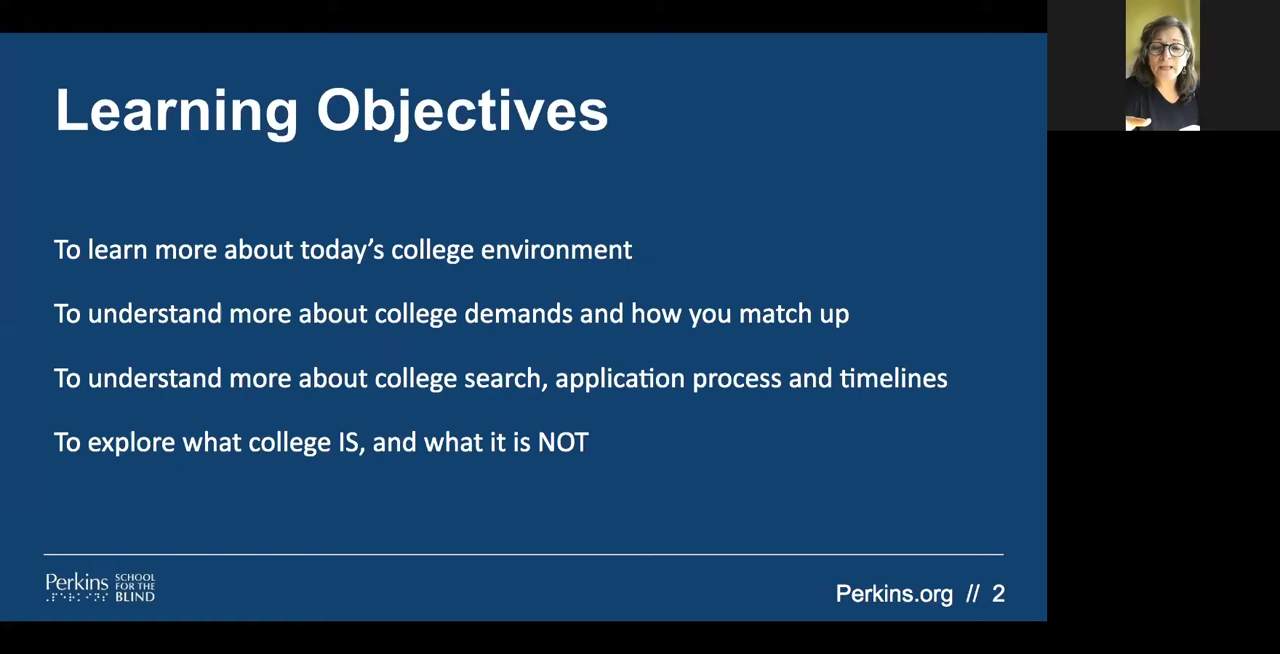 Learning Objectives
To learn more about today’s college environment
To understand more about college demands and how you match up
To understand more about college search, application process and timelines
To explore what college IS, and what it is NOT
Perkins SCHOOL
FOR THE
⠠⠏⠑⠗⠅⠊⠝⠎ BLIND
Perkins.org // 2